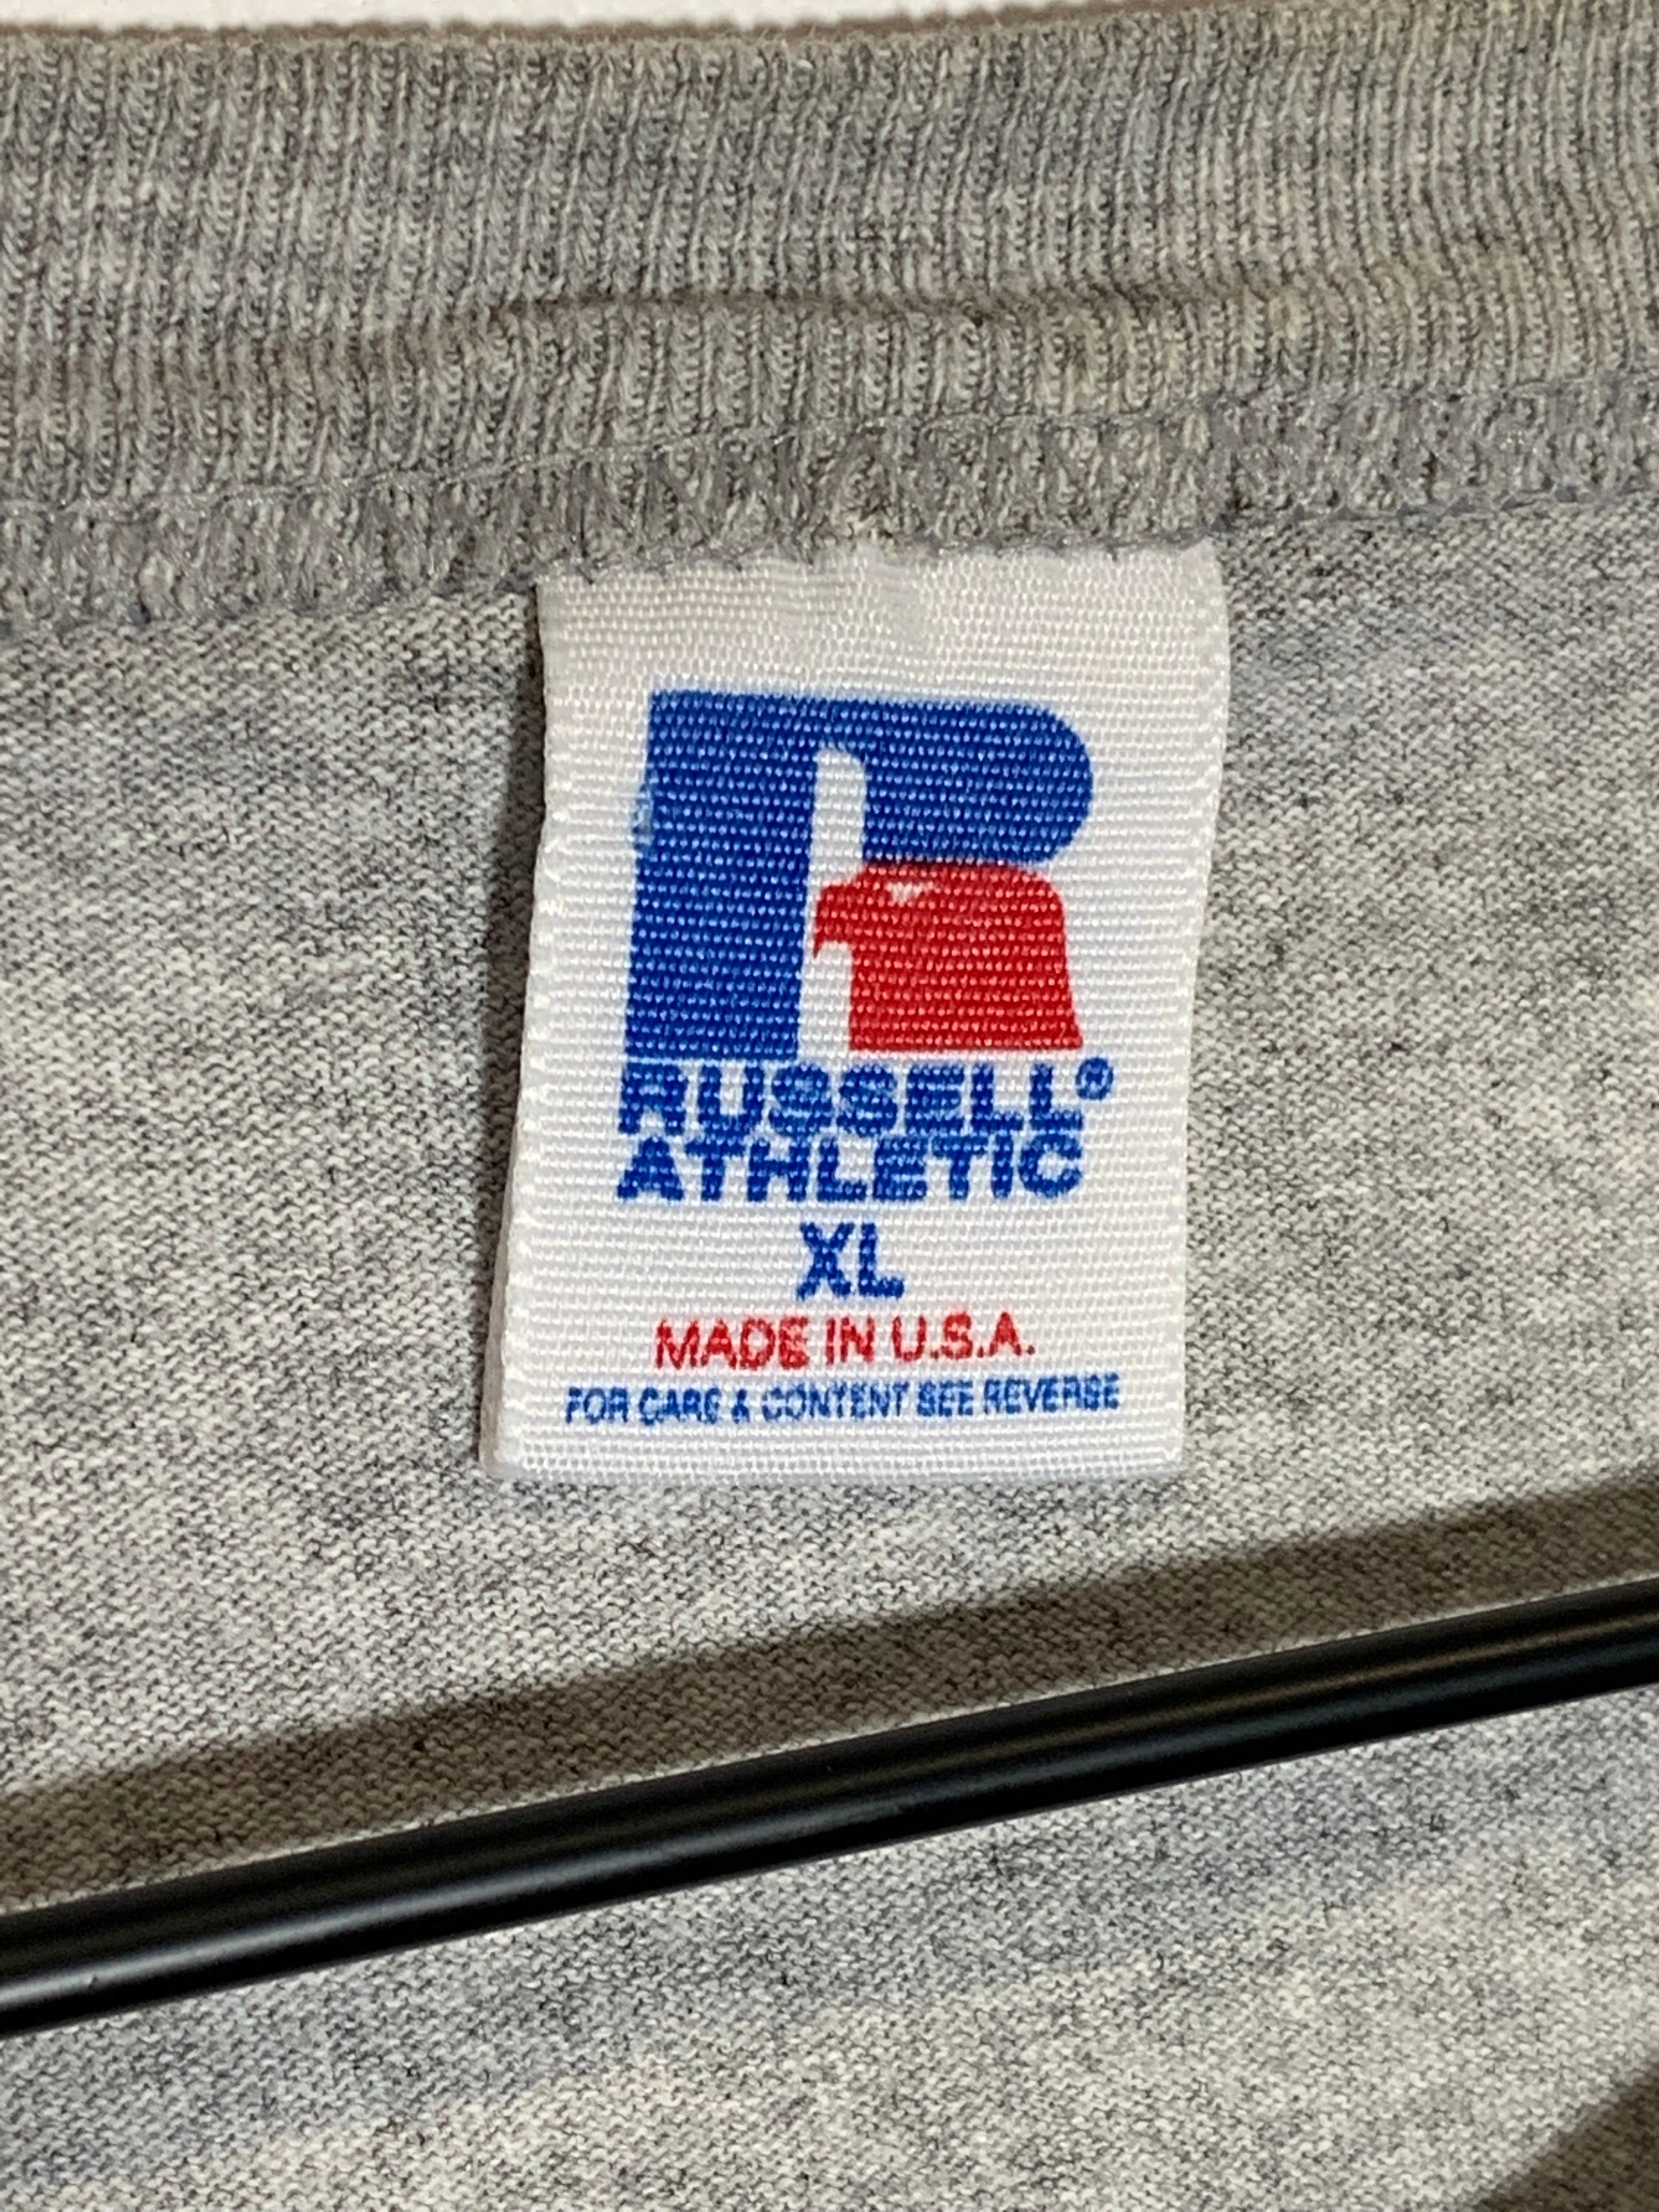 R
RUSSELL®
ATHLETIC
XL
MADE IN U.S.A.
FOR CARE & CONTENT SEE REVERSE